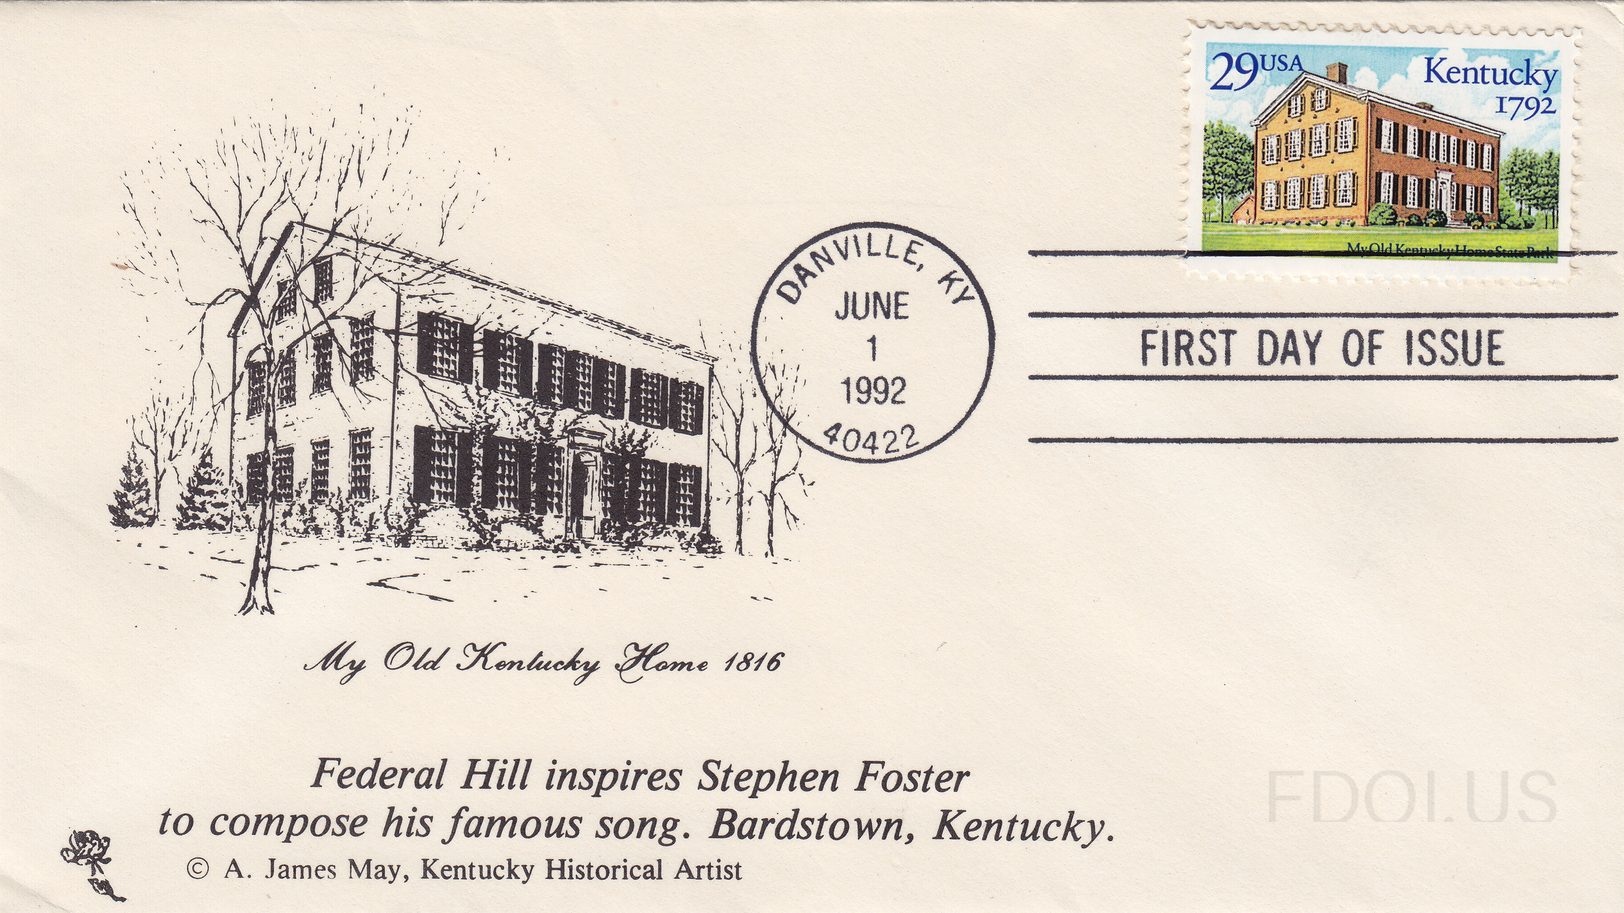 29 USA
Kentucky
1792
My Old Kentucky Home State Park
DANVILLE, KY
JUNE
1
1992
40422
FIRST DAY OF ISSUE
My Old Kentucky Home 1816
Federal Hill inspires Stephen Foster
to compose his famous song. Bardstown, Kentucky.
© A. James May, Kentucky Historical Artist
FDOI.US